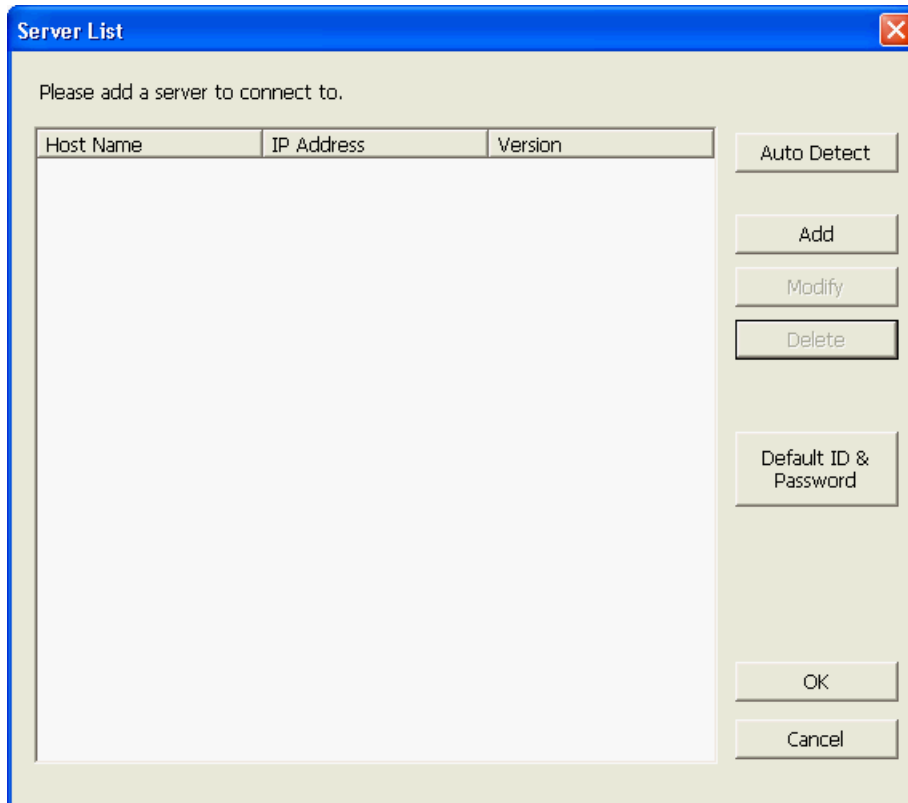 Server List
Please add a server to connect to.
Host Name IP Address Version
Auto Detect
Add
Modify
Delete
Default ID &
Password
OK
Cancel